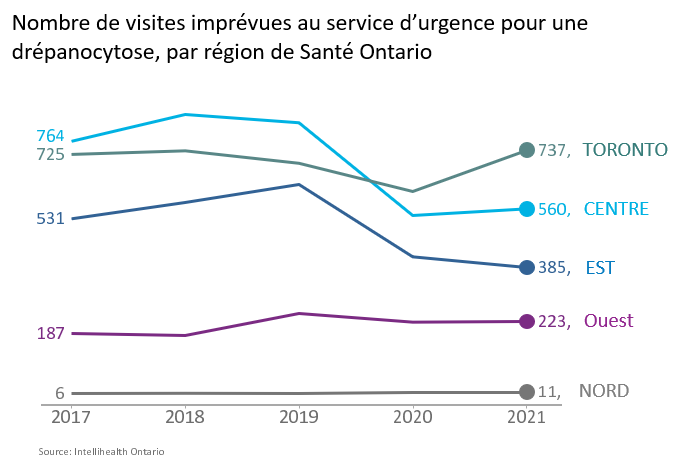 Nombre de visites imprévues au service d’urgence pour une
drépanocytose, par région de Santé Ontario
764
725
531
187
6
737, TORONTO
560, CENTRE
385, EST
223, Ouest
11, NORD
2017 2018 2019 2020 2021
Source: Intellihealth Ontario